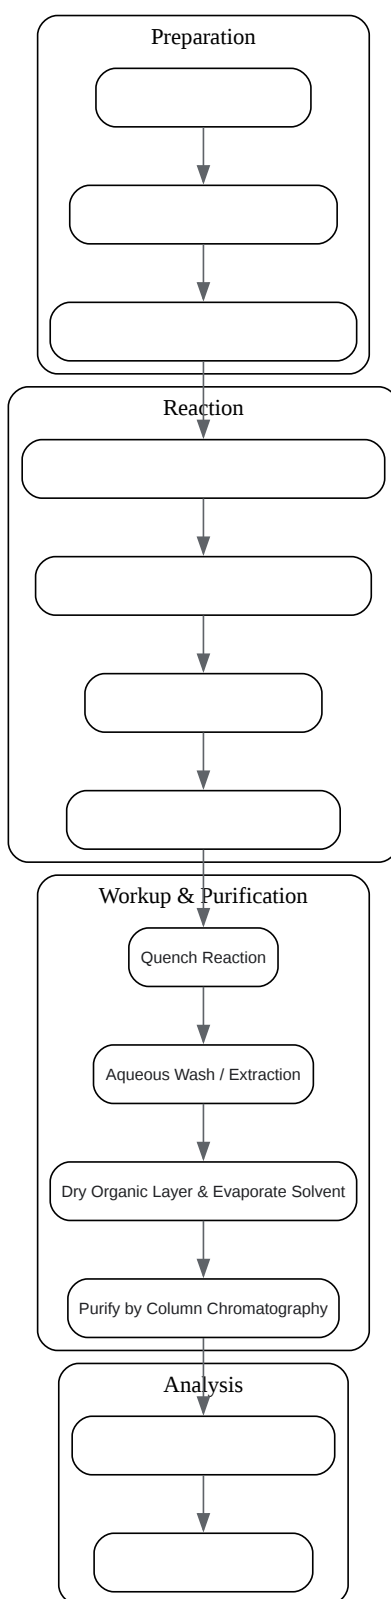 Preparation
Reaction
Workup & Purification
Quench Reaction
Aqueous Wash / Extraction
Dry Organic Layer & Evaporate Solvent
Purify by Column Chromatography
Analysis